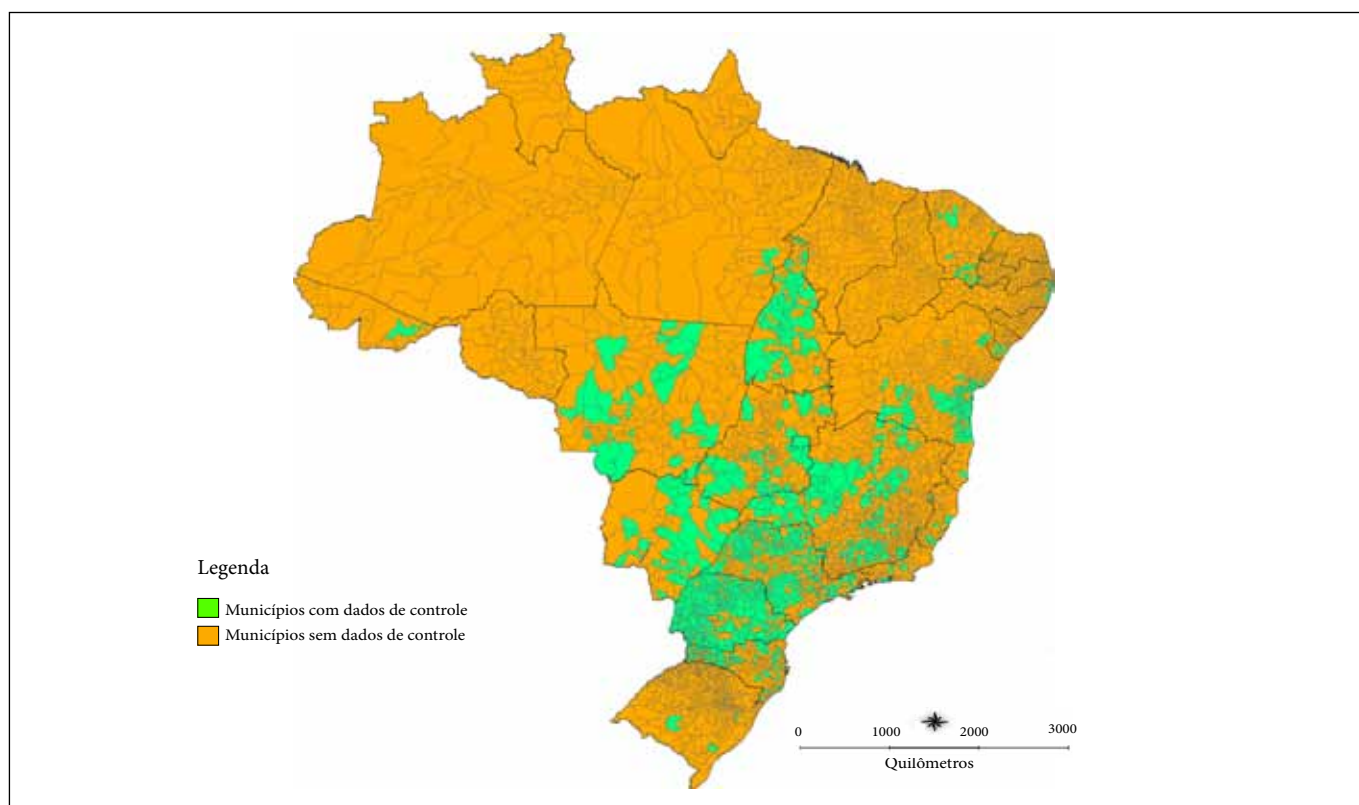 Legenda
Municípios com dados de controle
Municípios sem dados de controle
0 1000 2000 3000
Quilômetros